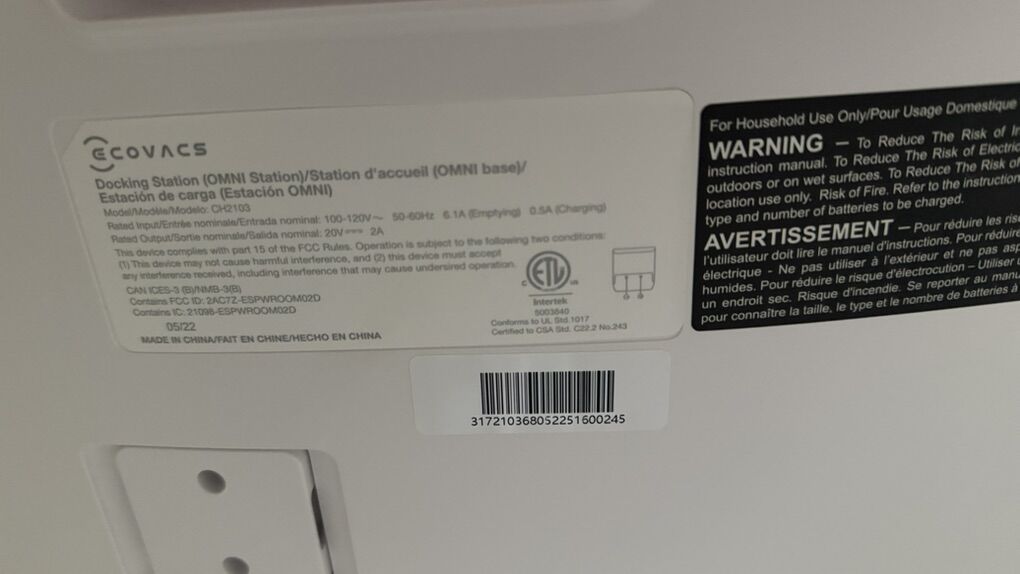 ECOVACS
Docking Station (OMNI Station)/Station d'accueil (OMNI base)/
Estación de carga (Estación OMNI)
Model/Modèle/Modelo: CH2103
Rated Input/Entrée nominale/Entrada nominal: 100-120V~ 50-60Hz 6.1A (Emptying) 0.5A (Charging)
Rated Output/Sortie nominale/Salida nominal: 20V⎓ 2A
This device complies with part 15 of the FCC Rules. Operation is subject to the following two conditions:
(1) This device may not cause harmful interference, and (2) this device must accept
any interference received, including interference that may cause undersired operation.
CAN ICES-3 (B)/NMB-3(B)
Contains FCC ID: 2AC7Z-ESPWROOM02D
Contains IC: 21098-ESPWROOM02D
05/22
MADE IN CHINA/FAIT EN CHINE/HECHO EN CHINA
C ETL US
Intertek
5003640
Conforms to UL Std.1017
Certified to CSA Std. C22.2 No.243
317210368052251600245
For Household Use Only/Pour Usage Domestique
WARNING – To Reduce The Risk of
instruction manual. To Reduce The Risk of
outdoors or on wet surfaces. To Reduce The Risk of
location use only. Risk of Fire. Refer to the instruction
type and number of batteries to be charged.
AVERTISSEMENT – Pour réduire les
l'utilisateur doit lire le manuel d'instructions. Pour réduire
électrique - Ne pas utiliser à l'extérieur et ne pas
humides. Pour réduire le risque d'électrocution – Utiliser
un endroit sec. Risque d'incendie. Se reporter au
pour connaître la taille, le type et le nombre de batteries à